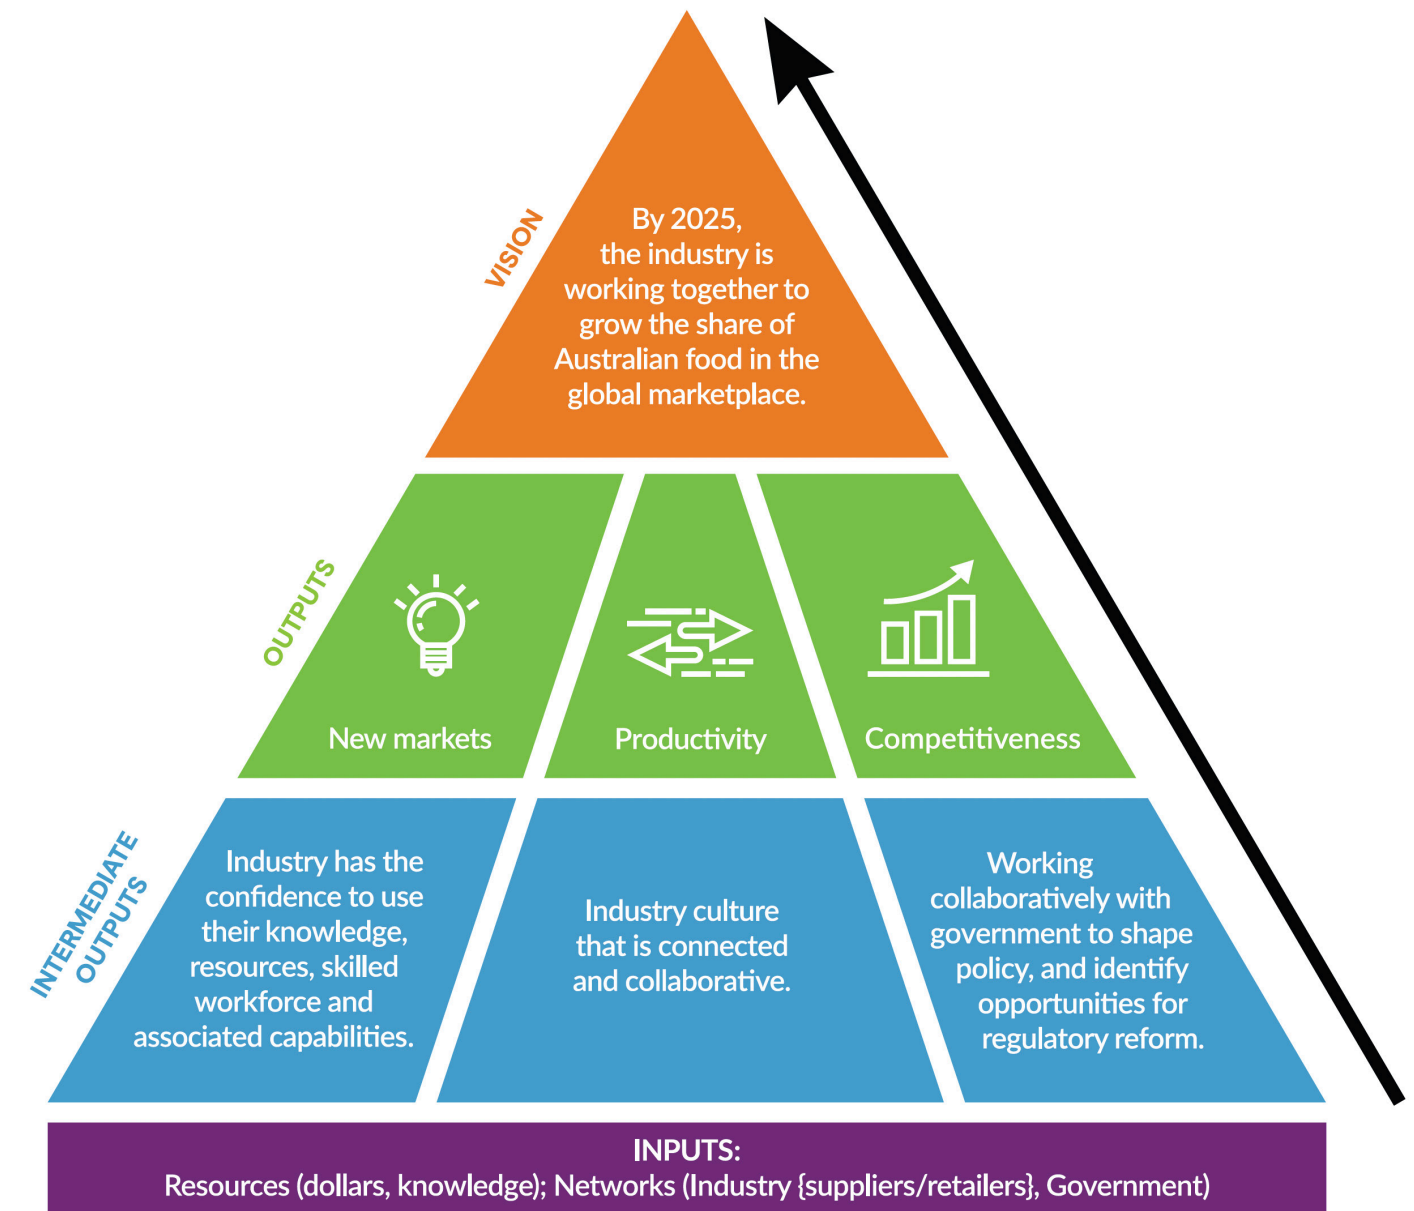 VISION
By 2025,
the industry is
working together to
grow the share of
Australian food in the
global marketplace.
OUTPUTS
New markets
Productivity
Competitiveness
INTERMEDIATE
OUTPUTS
Industry has the
confidence to use
their knowledge,
resources, skilled
workforce and
associated capabilities.
Industry culture
that is connected
and collaborative.
Working
collaboratively with
government to shape
policy, and identify
opportunities for
regulatory reform.
INPUTS:
Resources (dollars, knowledge); Networks (Industry {suppliers/retailers}, Government)